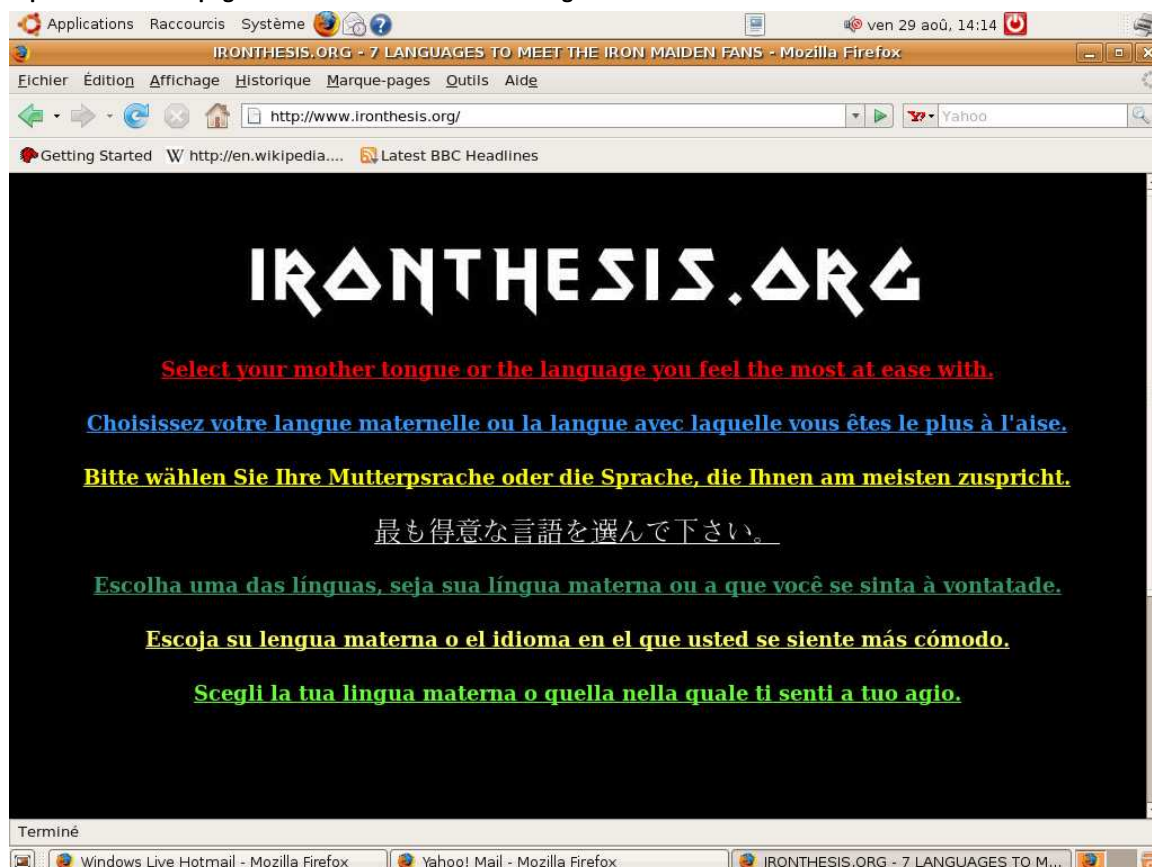 Applications Raccourcis Système ven 29 aoû, 14:14
IRONTHESIS.ORG - 7 LANGUAGES TO MEET THE IRON MAIDEN FANS - Mozilla Firefox
Fichier Édition Affichage Historique Marque-pages Outils Aide
http://www.ironthesis.org/ Yahoo
Getting Started W http://en.wikipedia.... Latest BBC Headlines
IRONTHESIS.ORG
Select your mother tongue or the language you feel the most at ease with.
Choisissez votre langue maternelle ou la langue avec laquelle vous êtes le plus à l'aise.
Bitte wählen Sie Ihre Mutterpsrache oder die Sprache, die Ihnen am meisten zuspricht.
最も得意な言語を選んで下さい。
Escolha uma das línguas, seja sua língua materna ou a que você se sinta à vontatade.
Escoja su lengua materna o el idioma en el que usted se siente más cómodo.
Scegli la tua lingua materna o quella nella quale ti senti a tuo agio.
Terminé
Windows Live Hotmail - Mozilla Firefox Yahoo! Mail - Mozilla Firefox IRONTHESIS.ORG - 7 LANGUAGES TO M...